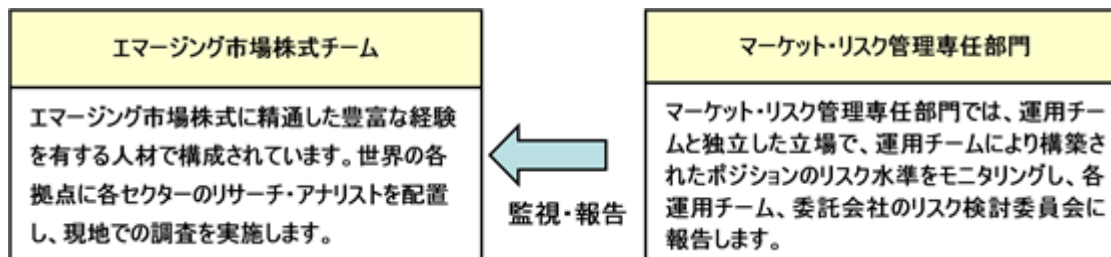 エマージング市場株式チーム
エマージング市場株式に精通した豊富な経験
を有する人材で構成されています。世界の各
拠点に各セクターのリサーチ・アナリストを配置
し、現地での調査を実施します。
監視・報告
マーケット・リスク管理専任部門
マーケット・リスク管理専任部門では、運用チー
ムと独立した立場で、運用チームにより構築さ
れたポジションのリスク水準をモニタリングし、各
運用チーム、委託会社のリスク検討委員会に
報告します。